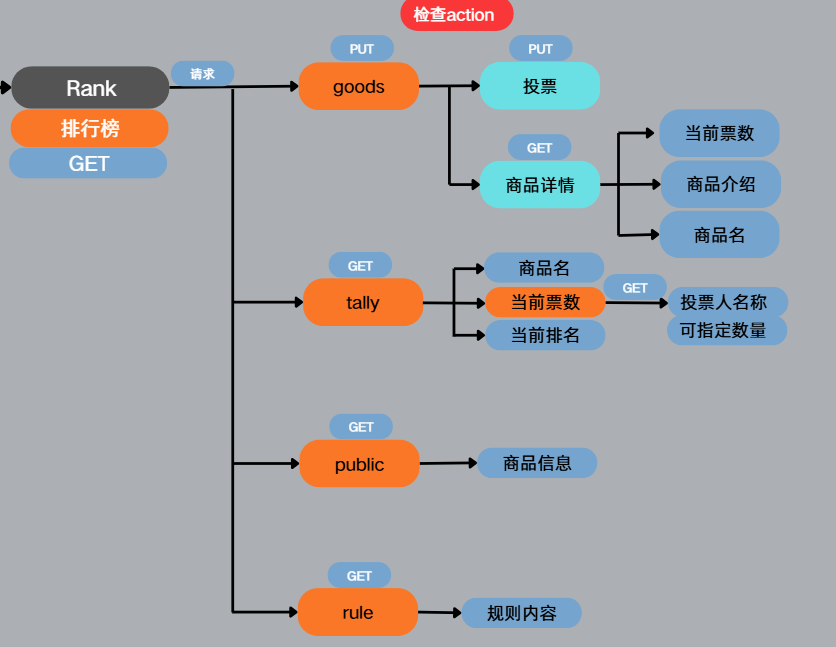 检查action
Rank
排行榜
GET
请求
PUT
goods
PUT
投票
GET
商品详情
当前票数
商品介绍
商品名
GET
tally
商品名
当前票数
当前排名
GET
投票人名称
可指定数量
GET
public
商品信息
GET
rule
规则内容